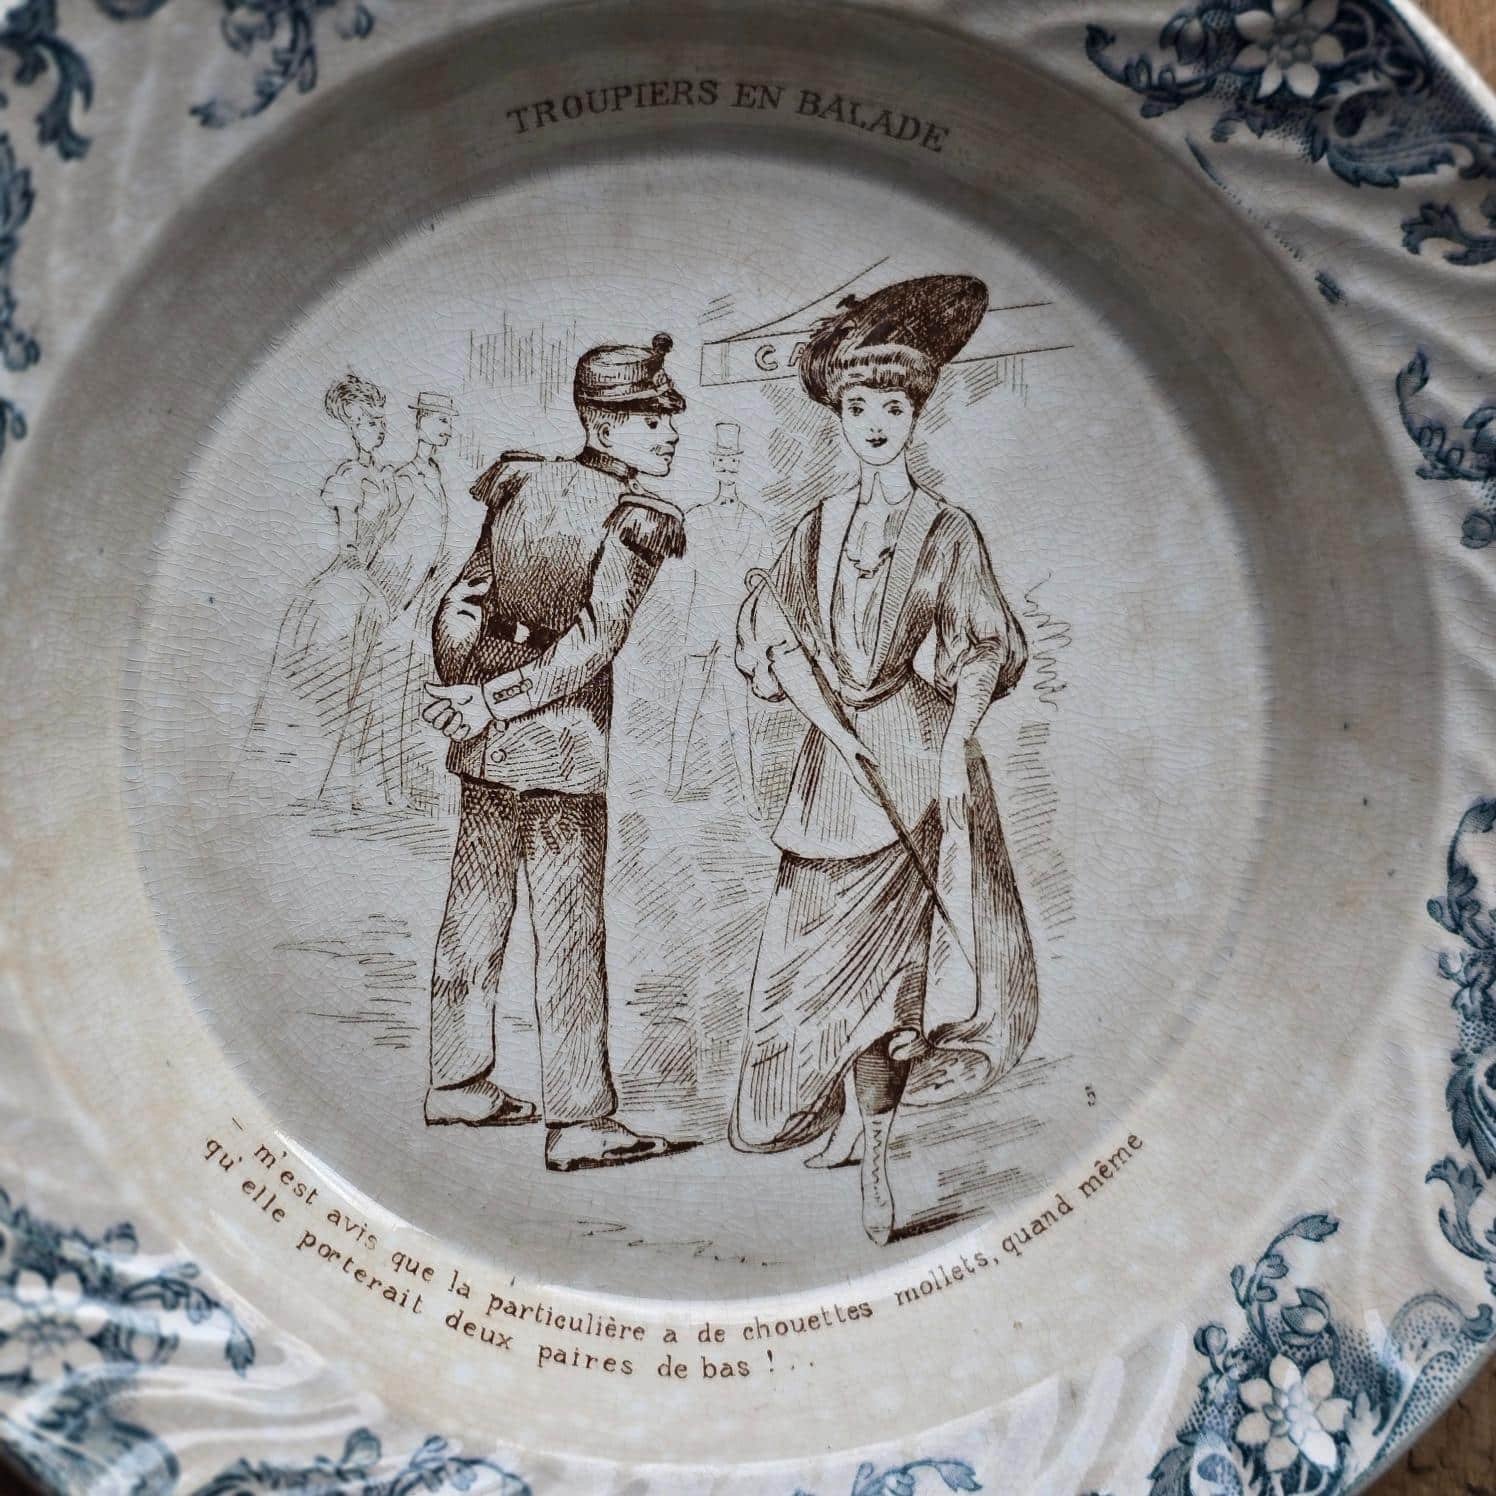 TROUPIERS EN BALADE
C
5
– m'est avis que la particulière a de chouettes mollets, quand même
qu' elle porterait deux paires de bas !..